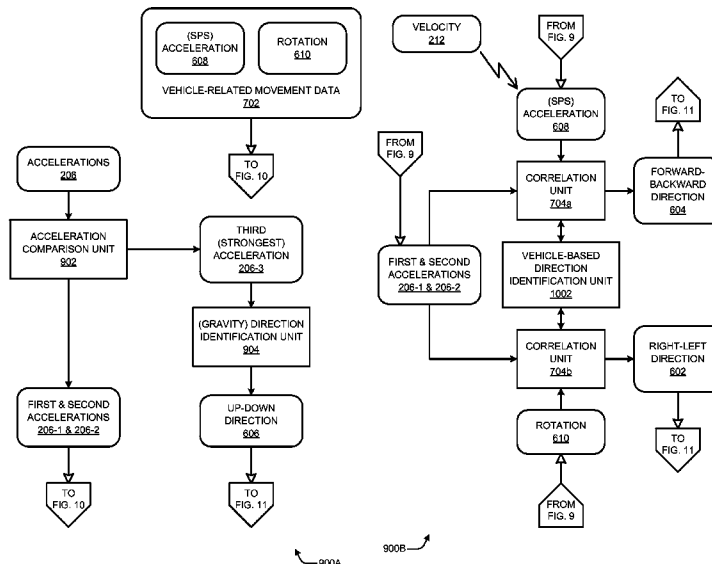 (SPS)
ACCELERATION
608
ROTATION
610
VEHICLE-RELATED MOVEMENT DATA
702
TO
FIG. 10
ACCELERATIONS
206
ACCELERATION
COMPARISON UNIT
902
THIRD
(STRONGEST)
ACCELERATION
206-3
(GRAVITY) DIRECTION
IDENTIFICATION UNIT
904
FIRST & SECOND
ACCELERATIONS
206-1 & 206-2
UP-DOWN
DIRECTION
606
TO
FIG. 10
TO
FIG. 11
900A
VELOCITY
212
FROM
FIG. 9
(SPS)
ACCELERATION
608
TO
FIG. 11
FROM
FIG. 9
CORRELATION
UNIT
704a
FORWARD-
BACKWARD
DIRECTION
604
FIRST & SECOND
ACCELERATIONS
206-1 & 206-2
VEHICLE-BASED
DIRECTION
IDENTIFICATION UNIT
1002
CORRELATION
UNIT
704b
RIGHT-LEFT
DIRECTION
602
ROTATION
610
TO
FIG. 11
FROM
FIG. 9
900B